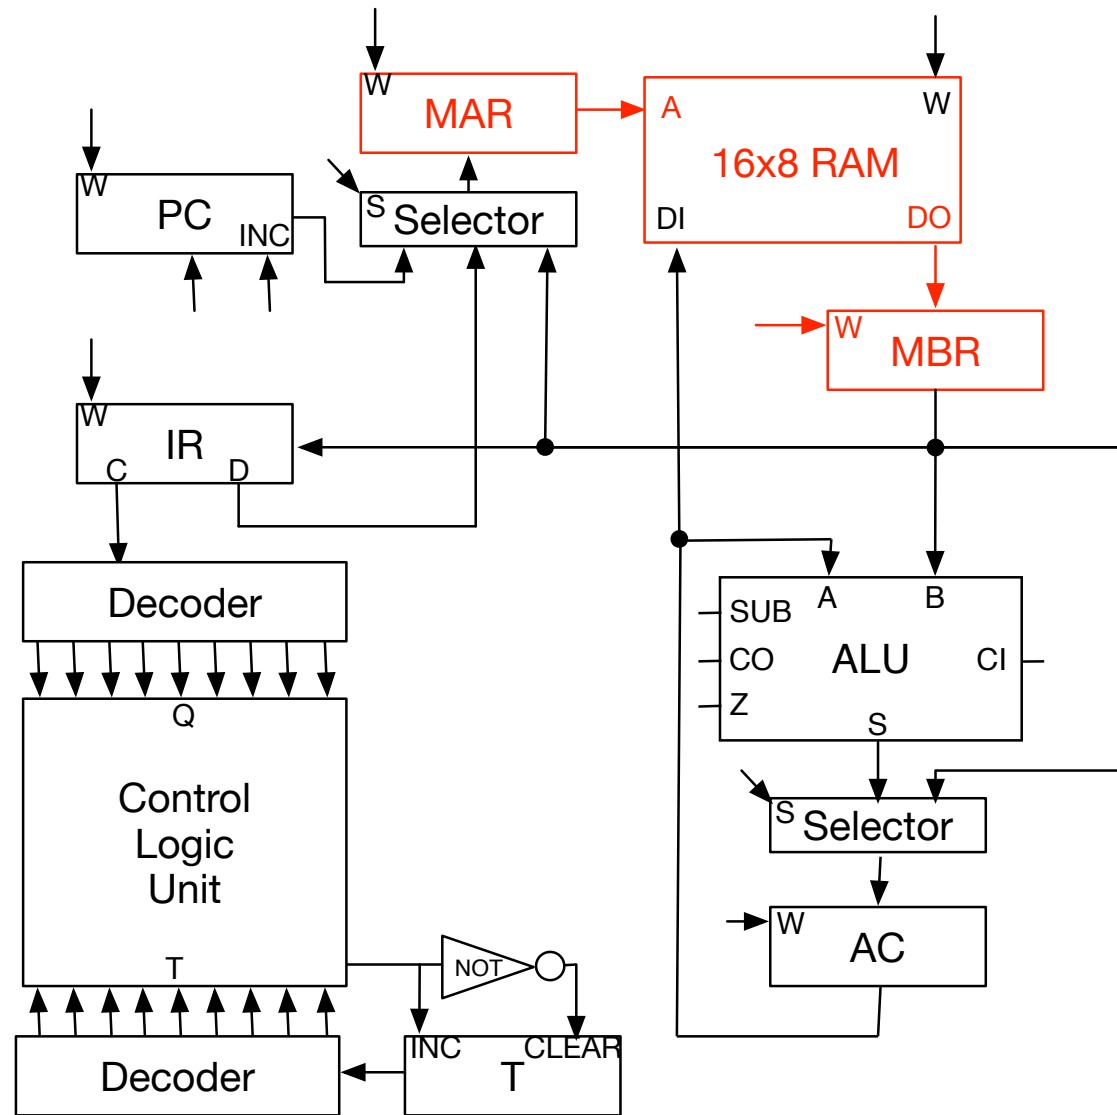 W
MAR
A
W
16x8 RAM
DI
DO
W
PC
INC
S
Selector
W
MBR
W
IR
C
D
Decoder
Q
Control
Logic
Unit
T
NOT
INC
CLEAR
T
Decoder
A
B
SUB
CO
ALU
CI
Z
S
S
Selector
W
AC